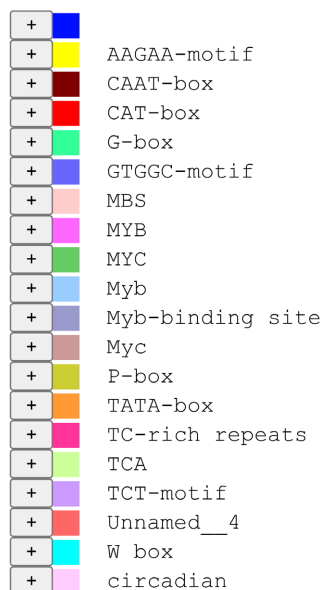 +
+ AAGAA-motif
+ CAAT-box
+ CAT-box
+ G-box
+ GTGGC-motif
+ MBS
+ MYB
+ MYC
+ Myb
+ Myb-binding site
+ Myc
+ P-box
+ TATA-box
+ TC-rich repeats
+ TCA
+ TCT-motif
+ Unnamed__4
+ W box
+ circadian